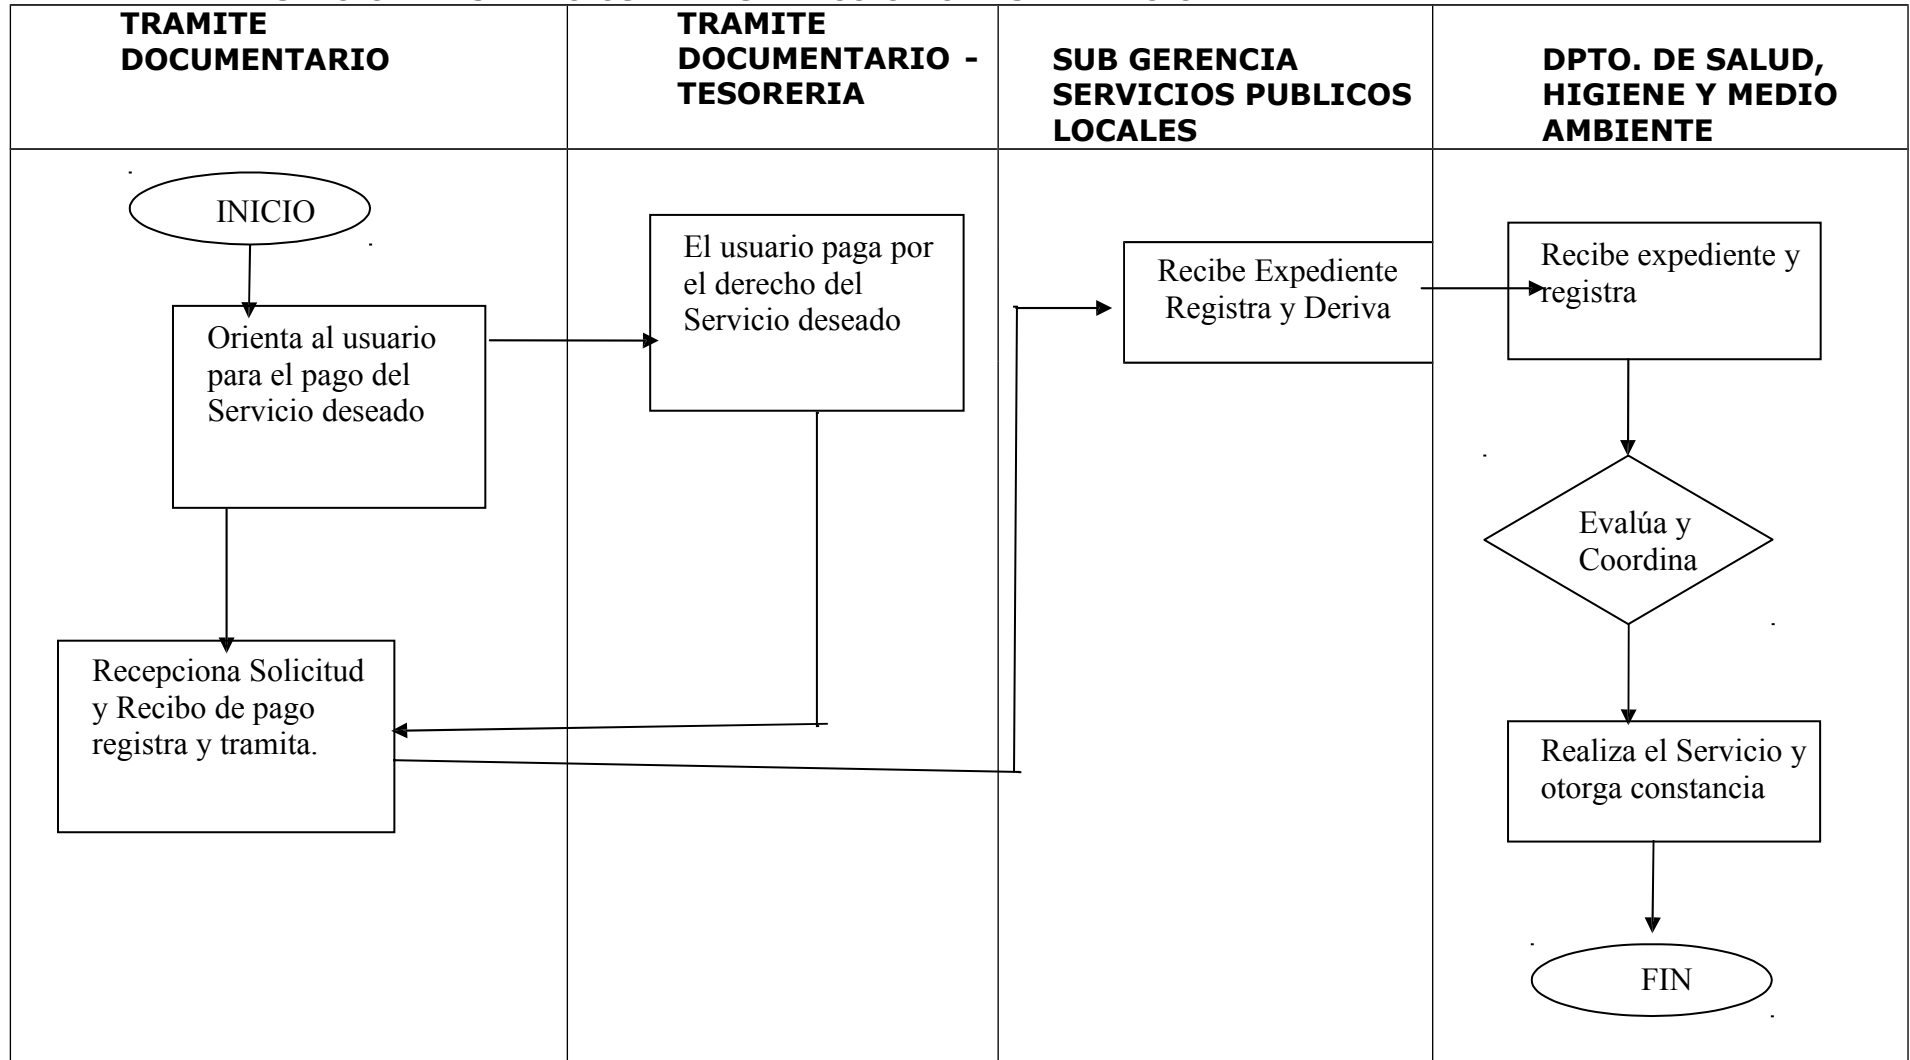 TRAMITE
DOCUMENTARIO
TRAMITE
DOCUMENTARIO -
TESORERIA
SUB GERENCIA
SERVICIOS PUBLICOS
LOCALES
DPTO. DE SALUD,
HIGIENE Y MEDIO
AMBIENTE
INICIO
Orienta al usuario
para el pago del
Servicio deseado
Recepciona Solicitud
y Recibo de pago
registra y tramita.
El usuario paga por
el derecho del
Servicio deseado
Recibe Expediente
Registra y Deriva
Recibe expediente y
registra
Evalúa y
Coordina
Realiza el Servicio y
otorga constancia
FIN